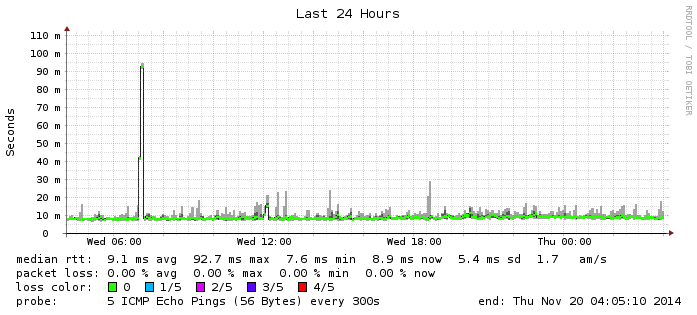 Last 24 Hours
RRDTOOL / TOBI OETIKER
Seconds
110 m
100 m
90 m
80 m
70 m
60 m
50 m
40 m
30 m
20 m
10 m
0
Wed 06:00 Wed 12:00 Wed 18:00 Thu 00:00
median rtt: 9.1 ms avg 92.7 ms max 7.6 ms min 8.9 ms now 5.4 ms sd 1.7 am/s
packet loss: 0.00 % avg 0.00 % max 0.00 % min 0.00 % now
loss color: 0 1/5 2/5 3/5 4/5
probe: 5 ICMP Echo Pings (56 Bytes) every 300s end: Thu Nov 20 04:05:10 2014